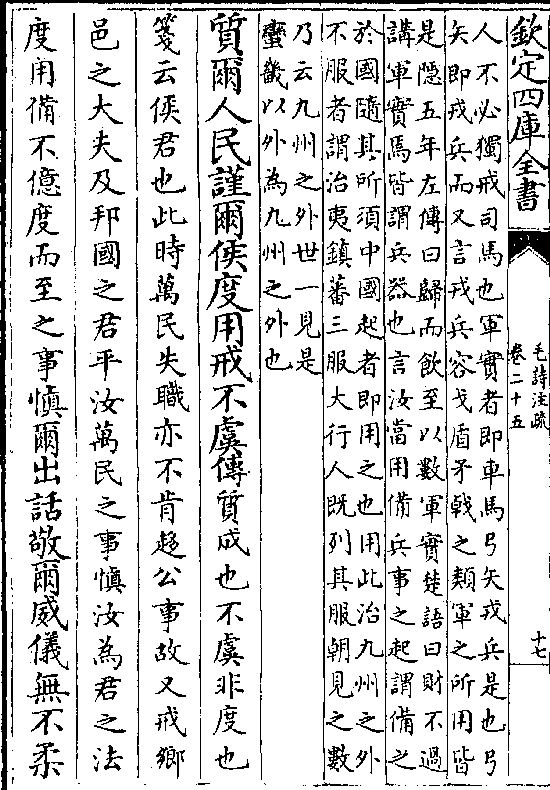 欽定四庫全書
毛詩注疏
卷二十五
十七
人不必獨戒司馬也軍實者即車馬弓矢戎兵是也弓
矢即戎兵而又言戎兵容戈盾矛戟之類軍之所用皆
是隱五年左傳曰歸而飲至以數軍實楚語曰財不過
講軍實焉皆謂兵器也言汝當用備兵事之起謂備之
於國隨其所須中國起者即用之也用此治九州之外
不服者謂治夷鎮蕃三服大行人既列其服朝見之數
乃云九州之外世一見是
蠻畿以外為九州之外也
質爾人民謹爾侯度用戒不虞傳質成也不虞非度也
箋云侯君也此時萬民失職亦不肯趍公事故又戒鄉
邑之大夫及邦國之君平汝萬民之事慎汝為君之法
度用備不億度而至之事慎爾出話敬爾威儀無不柔